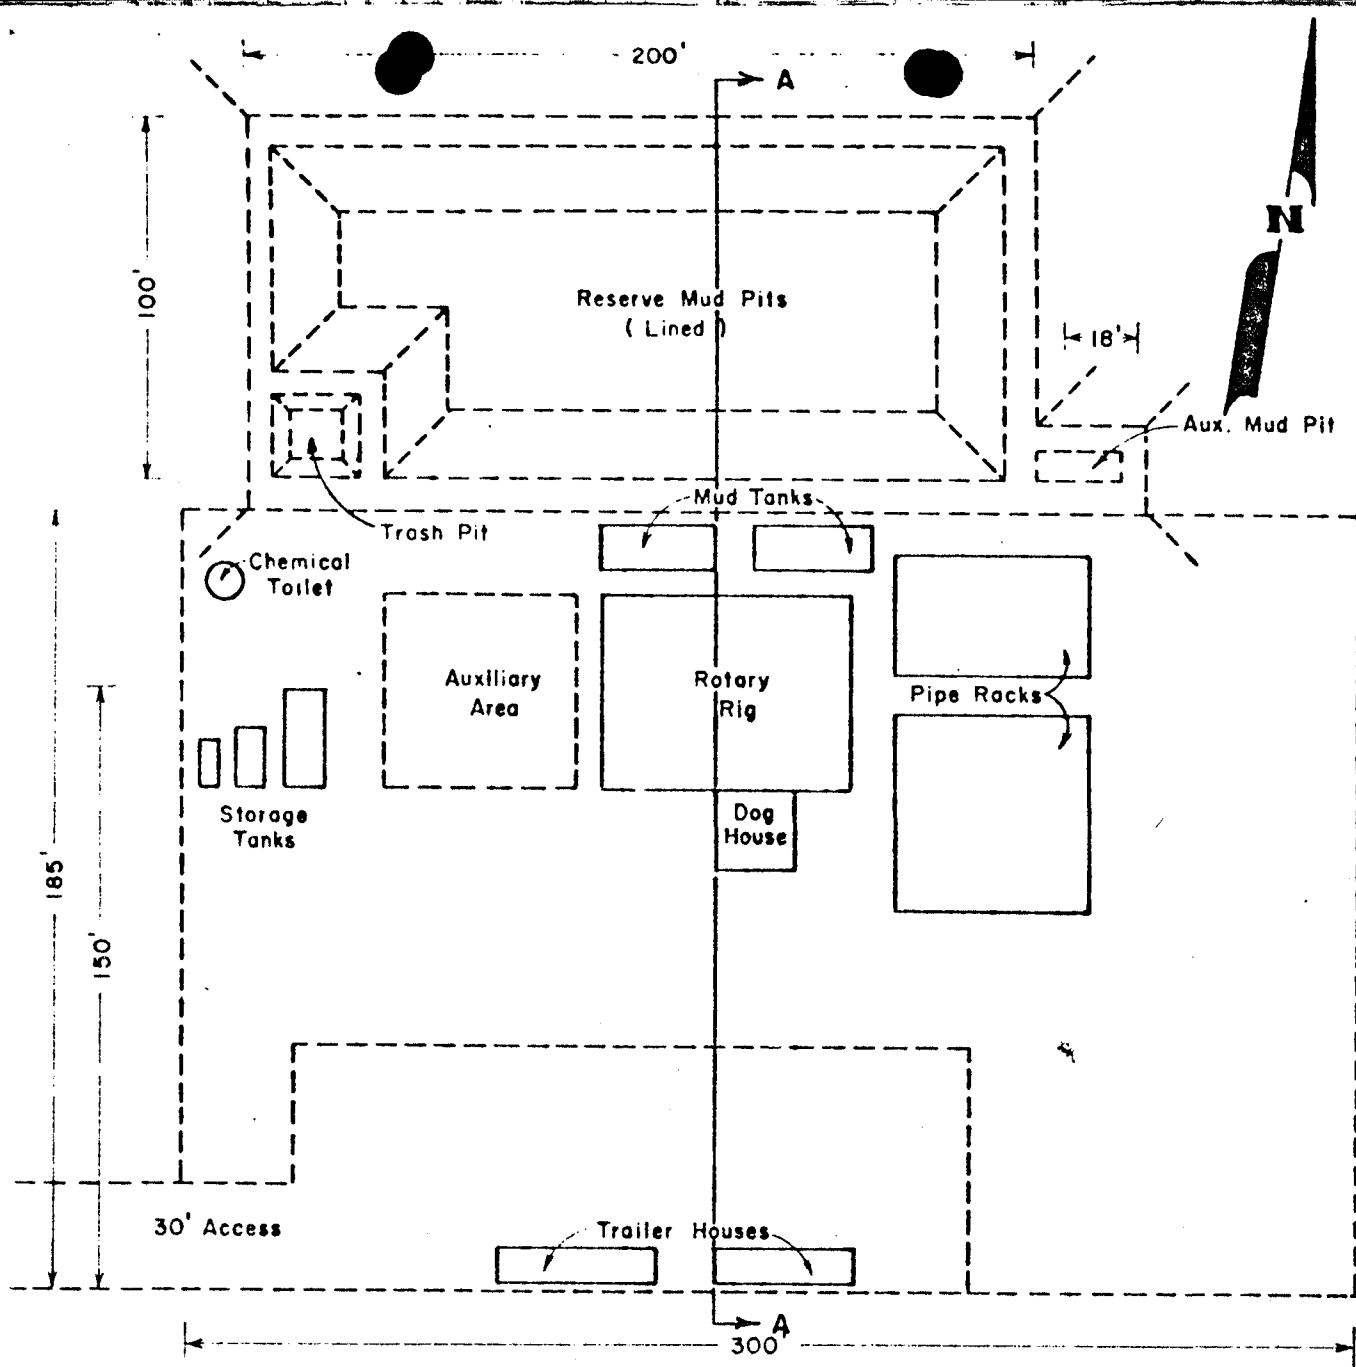 200'
A
N
100'
Reserve Mud Pits
( Lined )
18'
Aux. Mud Pit
Mud Tanks
Trash Pit
Chemical
Toilet
Auxiliary
Area
Rotary
Rig
Pipe Racks
Storage
Tanks
Dog
House
185'
150'
30' Access
Trailer Houses
A
300'